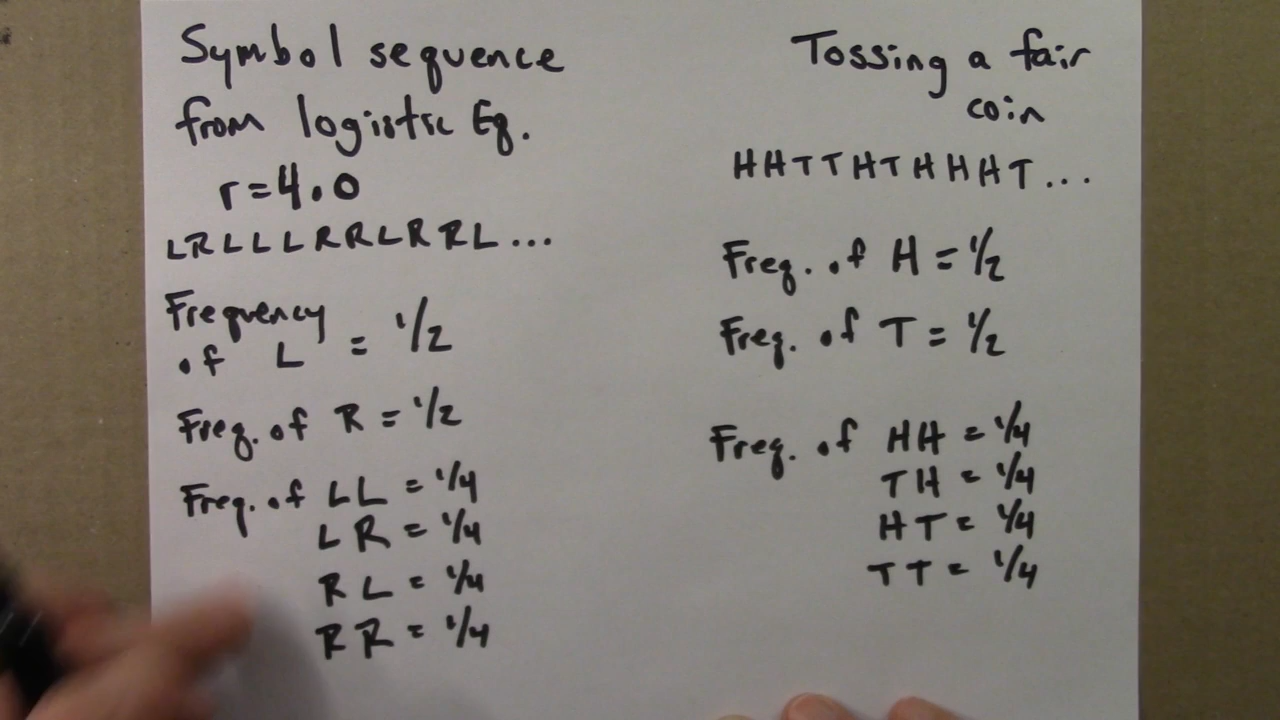 Symbol sequence
from logistic Eq.
r=4.0
LRLLLRRLRRL...
Frequency
of L = 1/2
Freq. of R = 1/2
Freq. of LL = 1/4
LR = 1/4
RL = 1/4
RR = 1/4
Tossing a fair
coin
HHTTHTHHHT...
Freq. of H = 1/2
Freq. of T = 1/2
Freq. of HH = 1/4
TH = 1/4
HT = 1/4
TT = 1/4